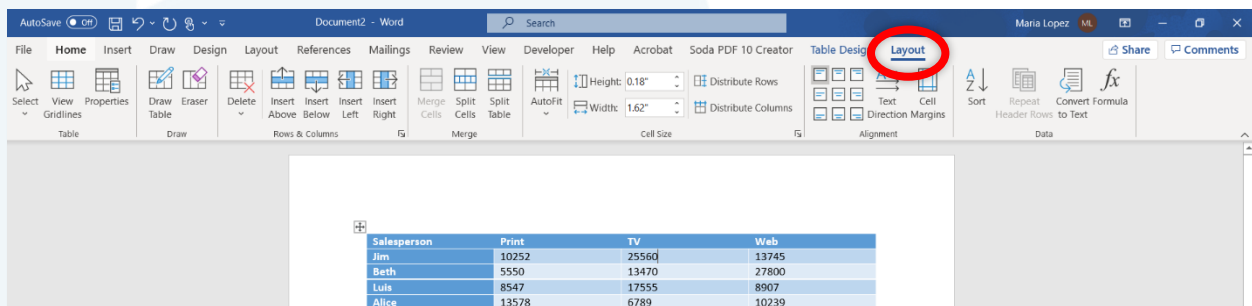 AutoSave Off Document2 - Word Search Maria Lopez ML
File Home Insert Draw Design Layout References Mailings Review View Developer Help Acrobat Soda PDF 10 Creator Table Design Layout Share Comments
Select View Gridlines Properties
Draw Table Eraser
Delete Insert Above Insert Below Insert Left Insert Right
Merge Cells Split Cells Split Table
AutoFit Height: 0.18" Distribute Rows
Width: 1.62" Distribute Columns
Text Direction Cell Margins
A Z Sort Repeat Header Rows Convert to Text fx Formula
Table Draw Rows & Columns Merge Cell Size Alignment Data
Salesperson Print TV Web
Jim 10252 25560 13745
Beth 5550 13470 27800
Luis 8547 17555 8907
Alice 13578 6789 10239